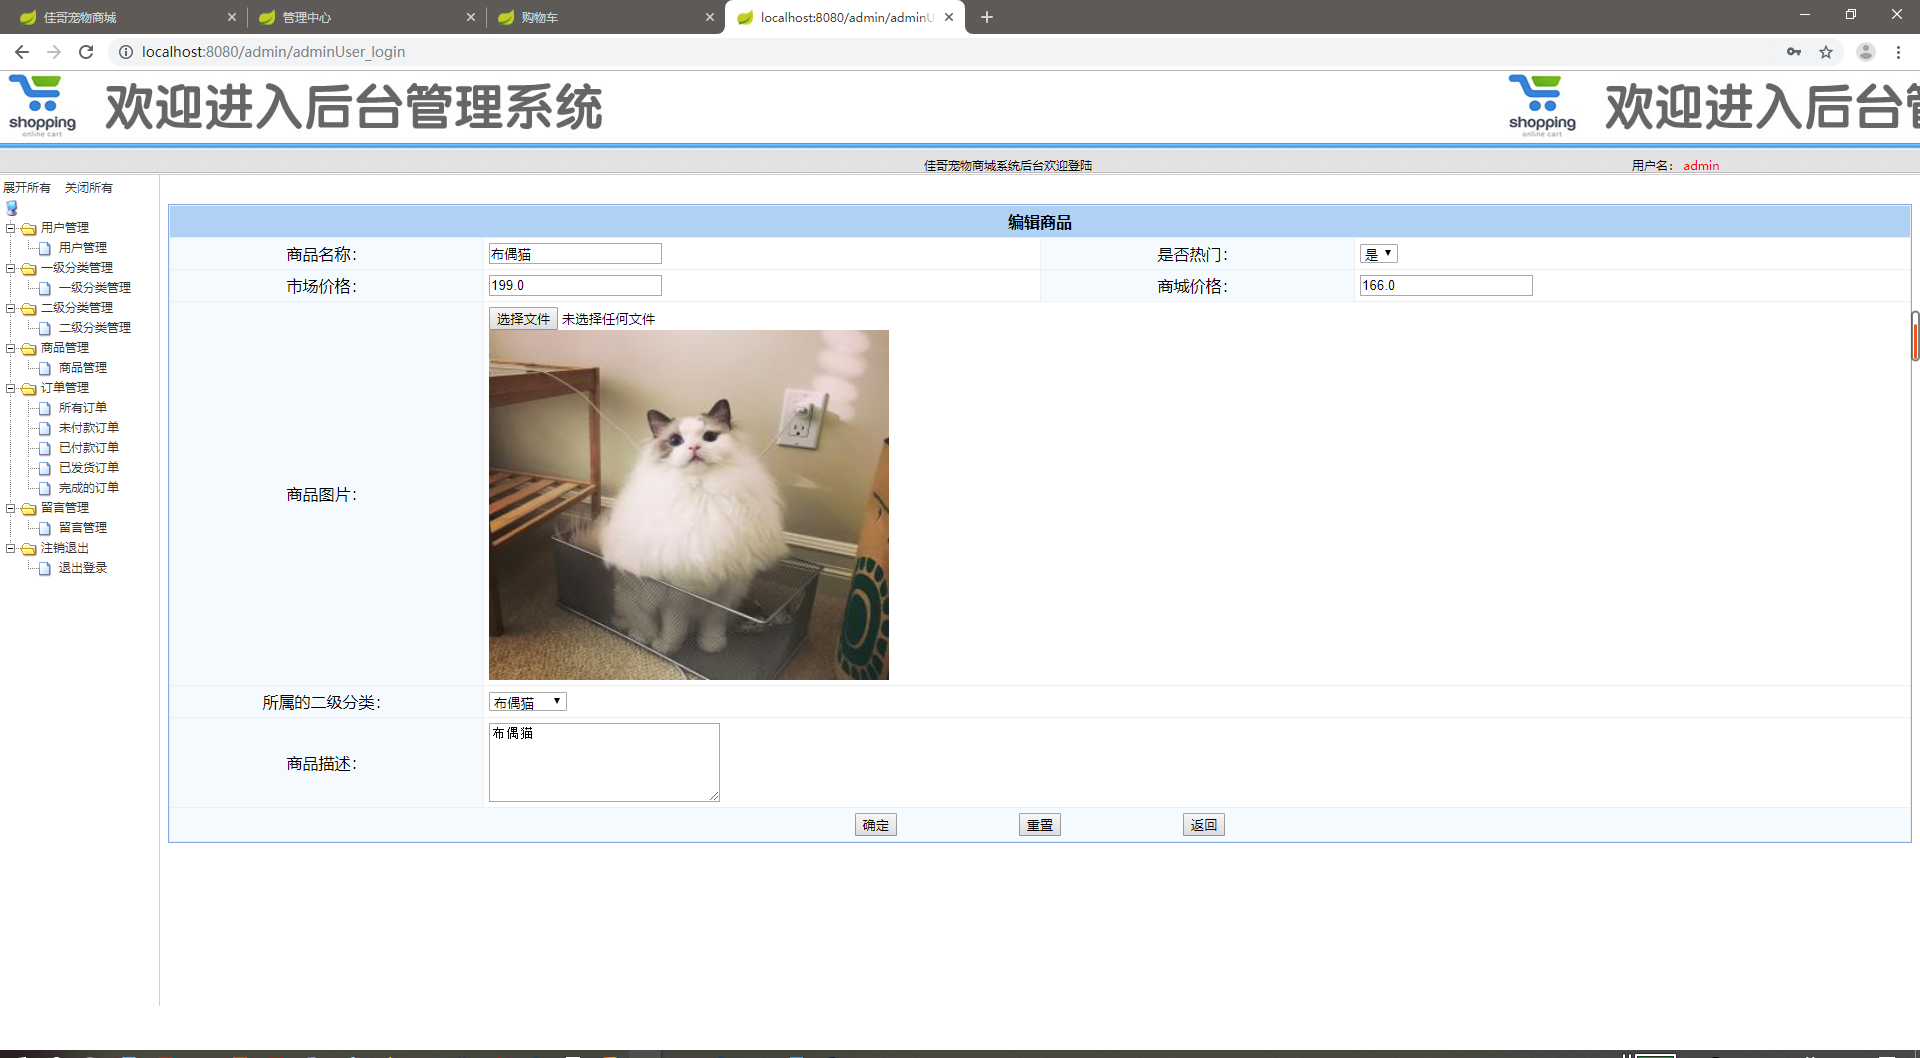 佳哥宠物商城
管理中心
购物车
localhost:8080/admin/adminU
localhost:8080/admin/adminUser_login
shopping
online cart
欢迎进入后台管理系统
shopping
online cart
欢迎进入后台管
佳哥宠物商城系统后台欢迎登陆
用户名： admin
展开所有 关闭所有
用户管理
用户管理
一级分类管理
一级分类管理
二级分类管理
二级分类管理
商品管理
商品管理
订单管理
所有订单
未付款订单
已付款订单
已发货订单
完成的订单
留言管理
留言管理
注销退出
退出登录
编辑商品
商品名称： 布偶猫 是否热门： 是
市场价格： 199.0 商城价格： 166.0
选择文件 未选择任何文件
商品图片：
所属的二级分类： 布偶猫
商品描述： 布偶猫
确定 重置 返回